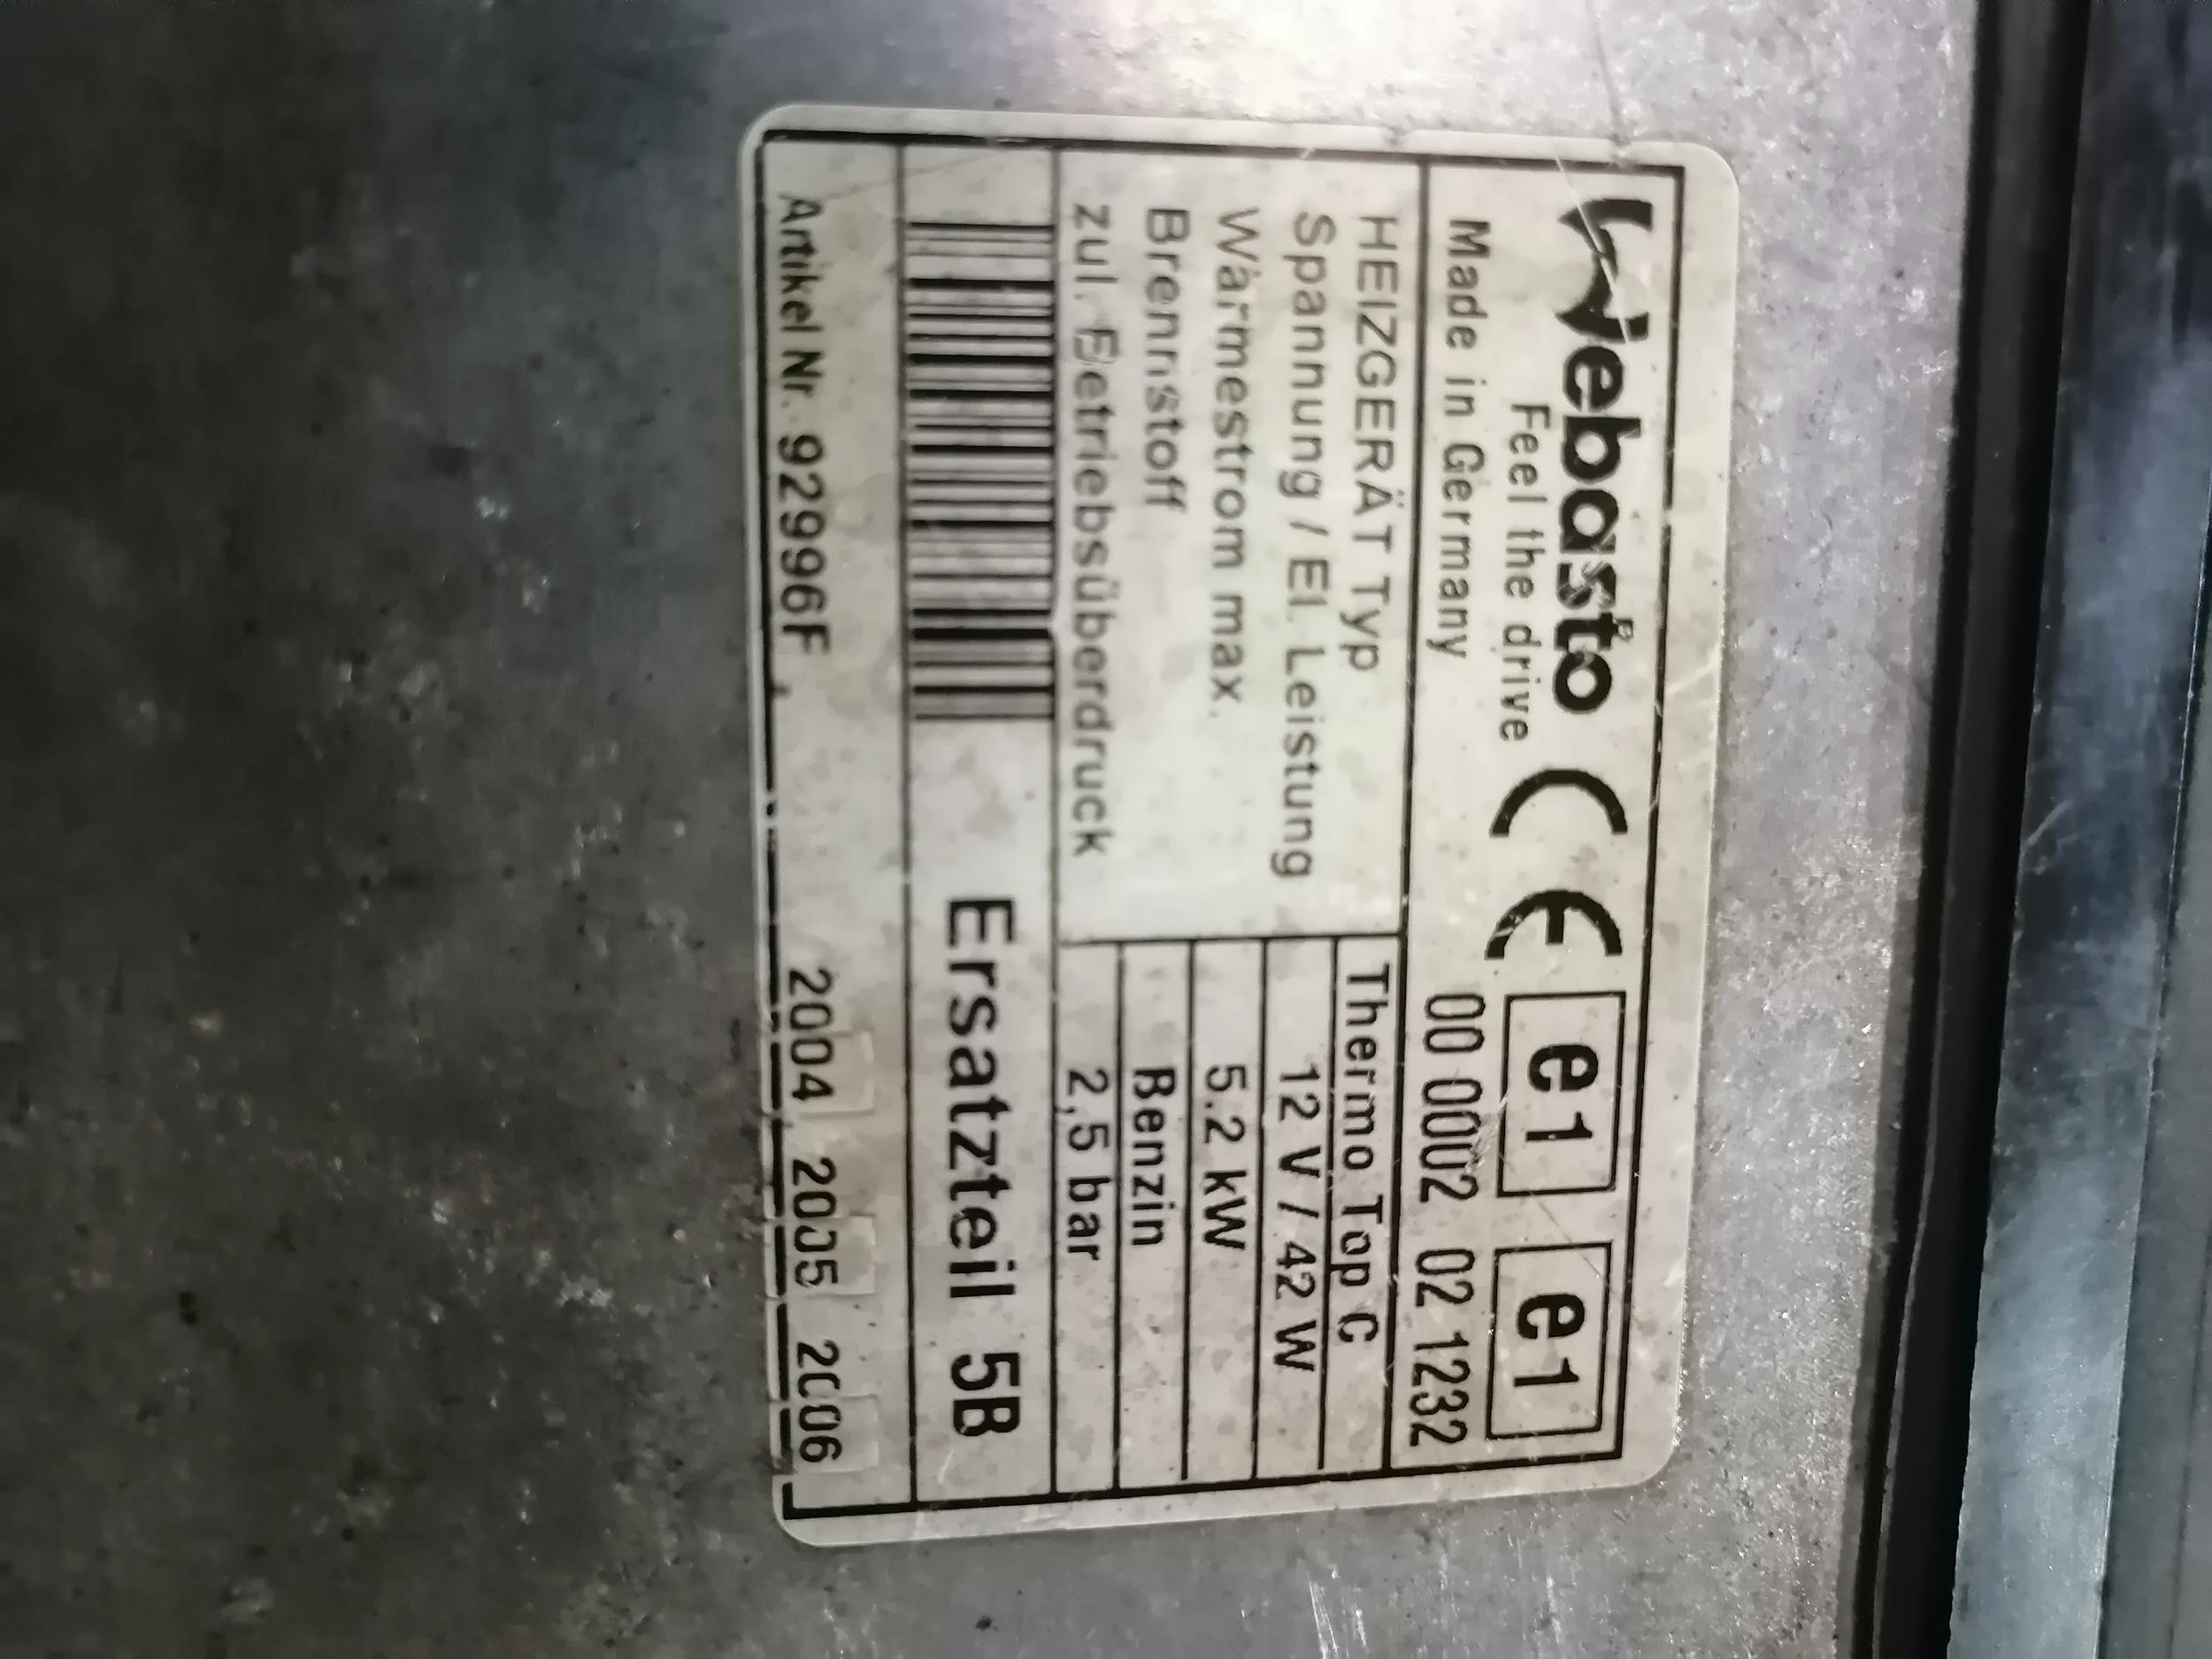 Webasto
Feel the drive
Made in Germany
e1 e1
00 0002 02 1232
HEIZGERÄT Typ Thermo Top C
Spannung / El. Leistung 12 V / 42 W
Wärmestrom max. 5.2 kW
Brennstoff Benzin
zul. Betriebsüberdruck 2,5 bar
Ersatzteil 5B
Artikel Nr. 92996F 2004 2005 2006